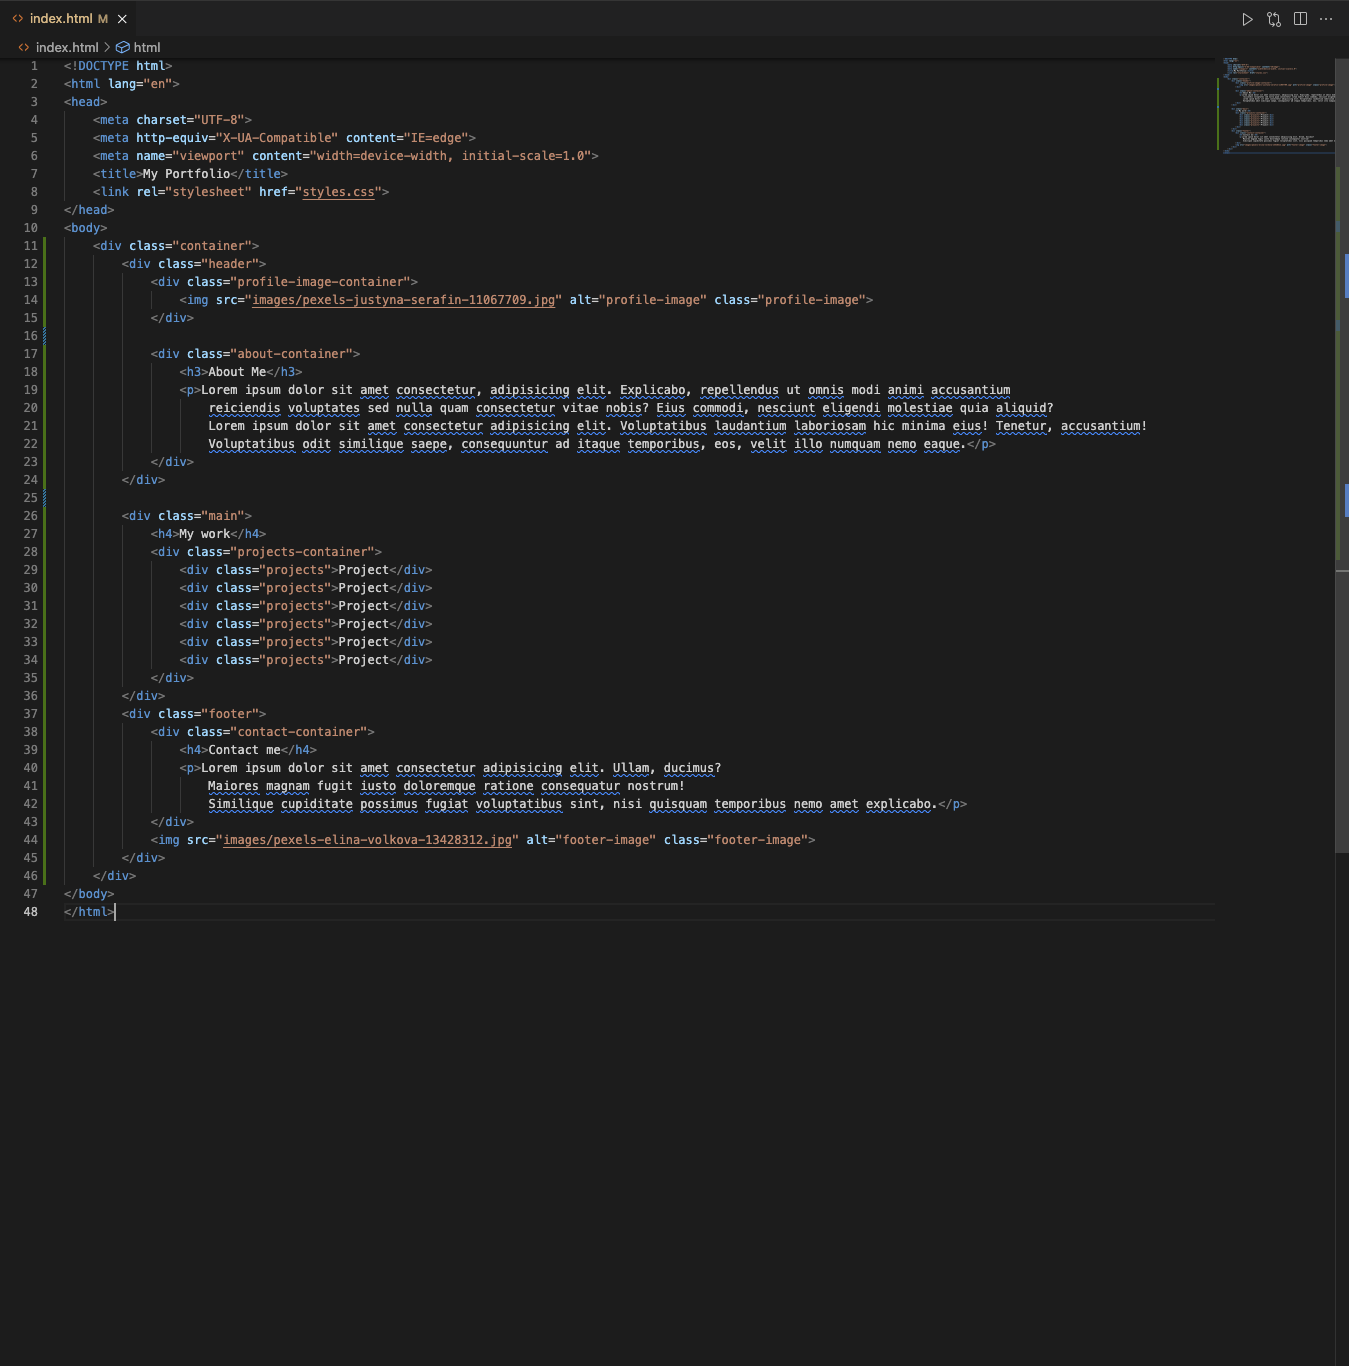 index.html M
index.html > html
1 <!DOCTYPE html>
2 <html lang="en">
3 <head>
4     <meta charset="UTF-8">
5     <meta http-equiv="X-UA-Compatible" content="IE=edge">
6     <meta name="viewport" content="width=device-width, initial-scale=1.0">
7     <title>My Portfolio</title>
8     <link rel="stylesheet" href="styles.css">
9 </head>
10 <body>
11     <div class="container">
12         <div class="header">
13             <div class="profile-image-container">
14                 <img src="images/pexels-justyna-serafin-11067709.jpg" alt="profile-image" class="profile-image">
15             </div>
16
17             <div class="about-container">
18                 <h3>About Me</h3>
19                 <p>Lorem ipsum dolor sit amet consectetur, adipisicing elit. Explicabo, repellendus ut omnis modi animi accusantium
20                     reiciendis voluptates sed nulla quam consectetur vitae nobis? Eius commodi, nesciunt eligendi molestiae quia aliquid?
21                     Lorem ipsum dolor sit amet consectetur adipisicing elit. Voluptatibus laudantium laboriosam hic minima eius! Tenetur, accusantium!
22                     Voluptatibus odit similique saepe, consequuntur ad itaque temporibus, eos, velit illo numquam nemo eaque.</p>
23             </div>
24         </div>
25
26         <div class="main">
27             <h4>My work</h4>
28             <div class="projects-container">
29                 <div class="projects">Project</div>
30                 <div class="projects">Project</div>
31                 <div class="projects">Project</div>
32                 <div class="projects">Project</div>
33                 <div class="projects">Project</div>
34                 <div class="projects">Project</div>
35             </div>
36         </div>
37         <div class="footer">
38             <div class="contact-container">
39                 <h4>Contact me</h4>
40                 <p>Lorem ipsum dolor sit amet consectetur adipisicing elit. Ullam, ducimus?
41                     Maiores magnam fugit iusto doloremque ratione consequatur nostrum!
42                     Similique cupiditate possimus fugiat voluptatibus sint, nisi quisquam temporibus nemo amet explicabo.</p>
43             </div>
44             <img src="images/pexels-elina-volkova-13428312.jpg" alt="footer-image" class="footer-image">
45         </div>
46     </div>
47 </body>
48 </html>